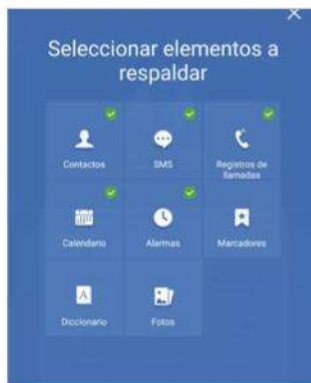 Seleccionar elementos a
respaldar
Contactos
SMS
Registros de
llamadas
Calendario
Alarmas
Marcadores
A
Diccionario
Fotos